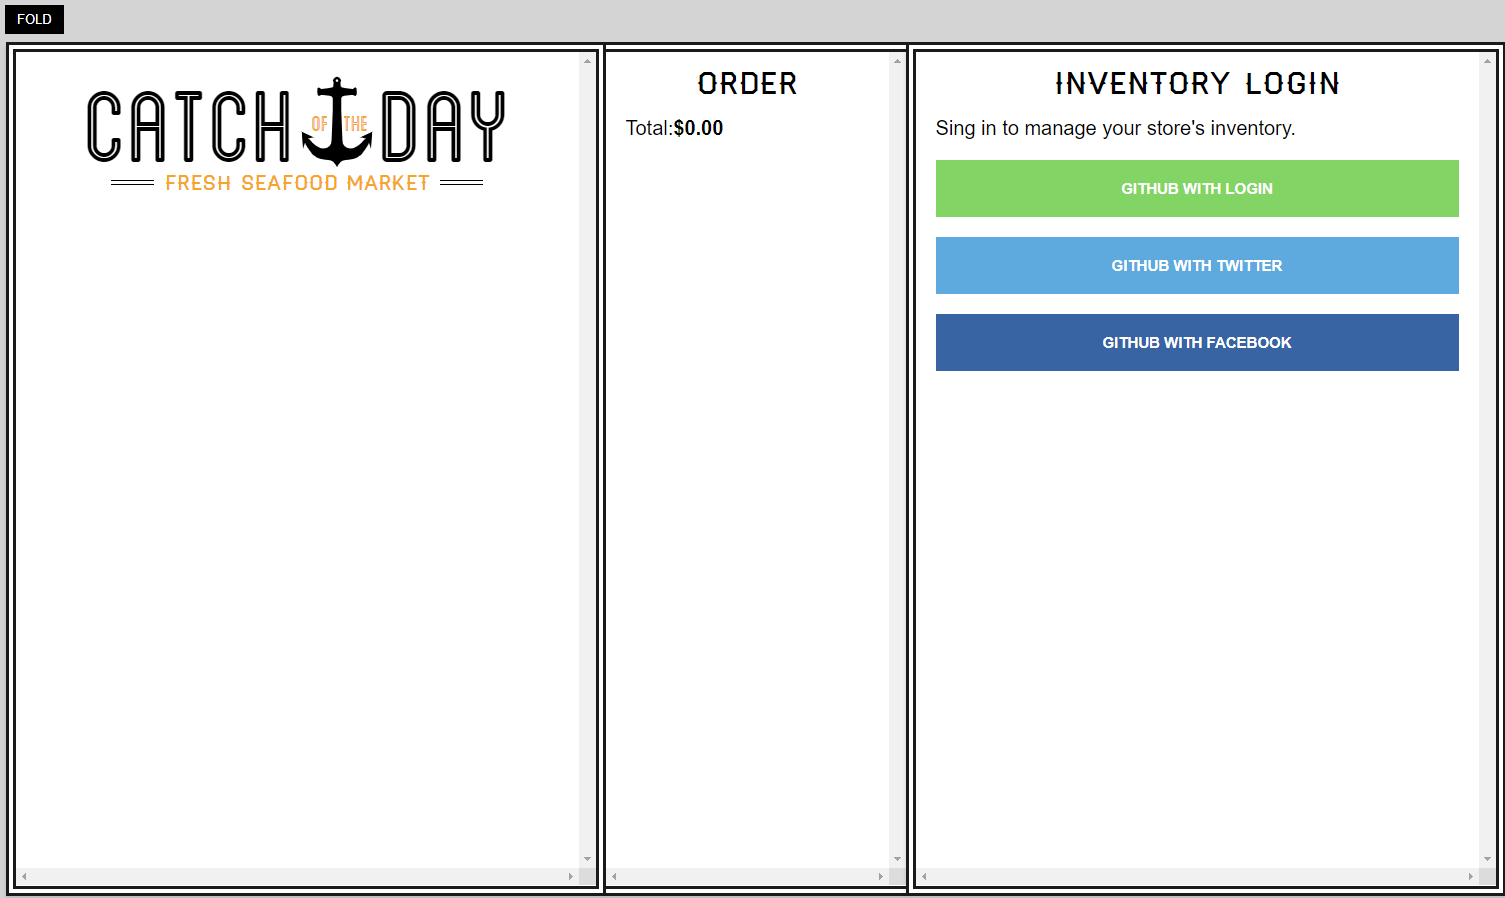 FOLD
CATCH OF THE DAY
FRESH SEAFOOD MARKET
ORDER
Total:$0.00
INVENTORY LOGIN
Sing in to manage your store's inventory.
GITHUB WITH LOGIN
GITHUB WITH TWITTER
GITHUB WITH FACEBOOK